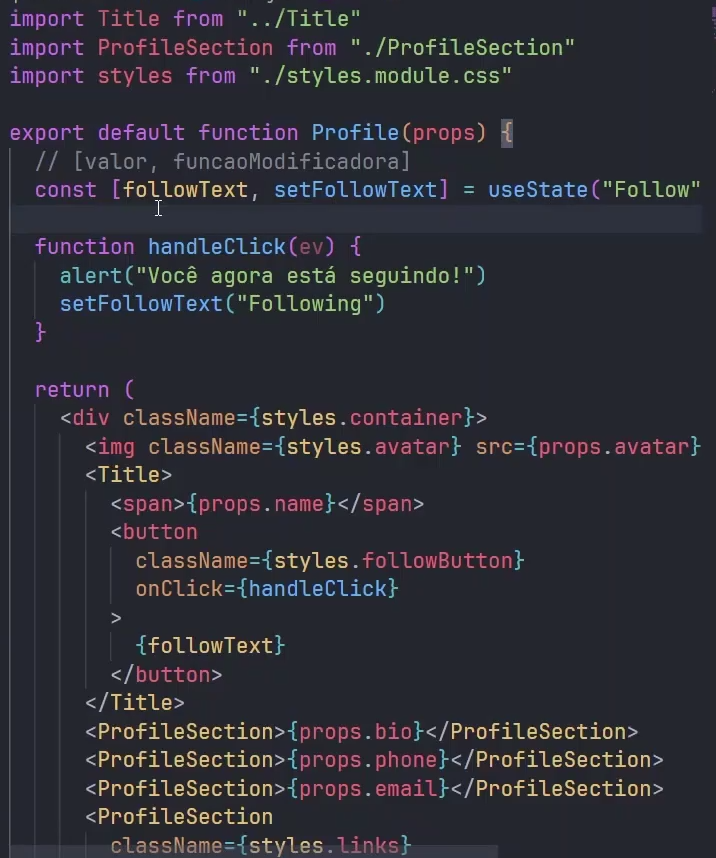 import Title from "../Title"
import ProfileSection from "./ProfileSection"
import styles from "./styles.module.css"
export default function Profile(props) {
// [valor, funcaoModificadora]
const [followText, setFollowText] = useState("Follow"
function handleClick(ev) {
alert("Você agora está seguindo!")
setFollowText("Following")
}
return (
<div className={styles.container}>
<img className={styles.avatar} src={props.avatar}
<Title>
<span>{props.name}</span>
<button
className={styles.followButton}
onClick={handleClick}
>
{followText}
</button>
</Title>
<ProfileSection>{props.bio}</ProfileSection>
<ProfileSection>{props.phone}</ProfileSection>
<ProfileSection>{props.email}</ProfileSection>
<ProfileSection
className={styles.links}